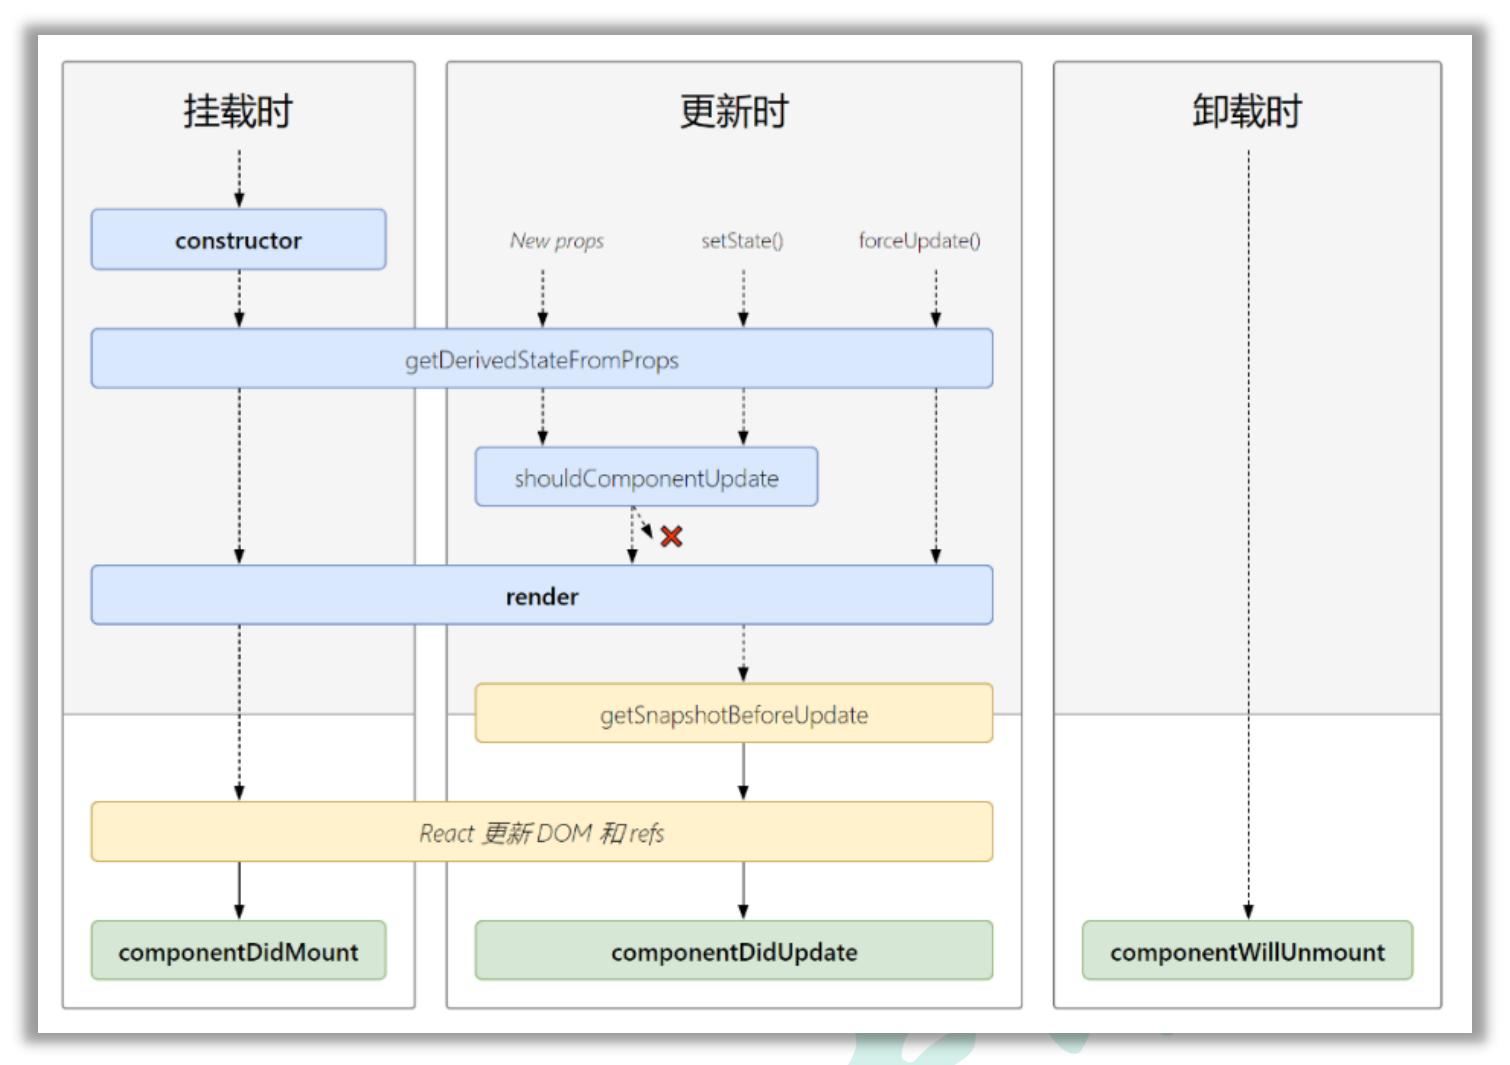 挂载时
更新时
卸载时
constructor
New props
setState()
forceUpdate()
getDerivedStateFromProps
shouldComponentUpdate
render
getSnapshotBeforeUpdate
React 更新 DOM 和 refs
componentDidMount
componentDidUpdate
componentWillUnmount